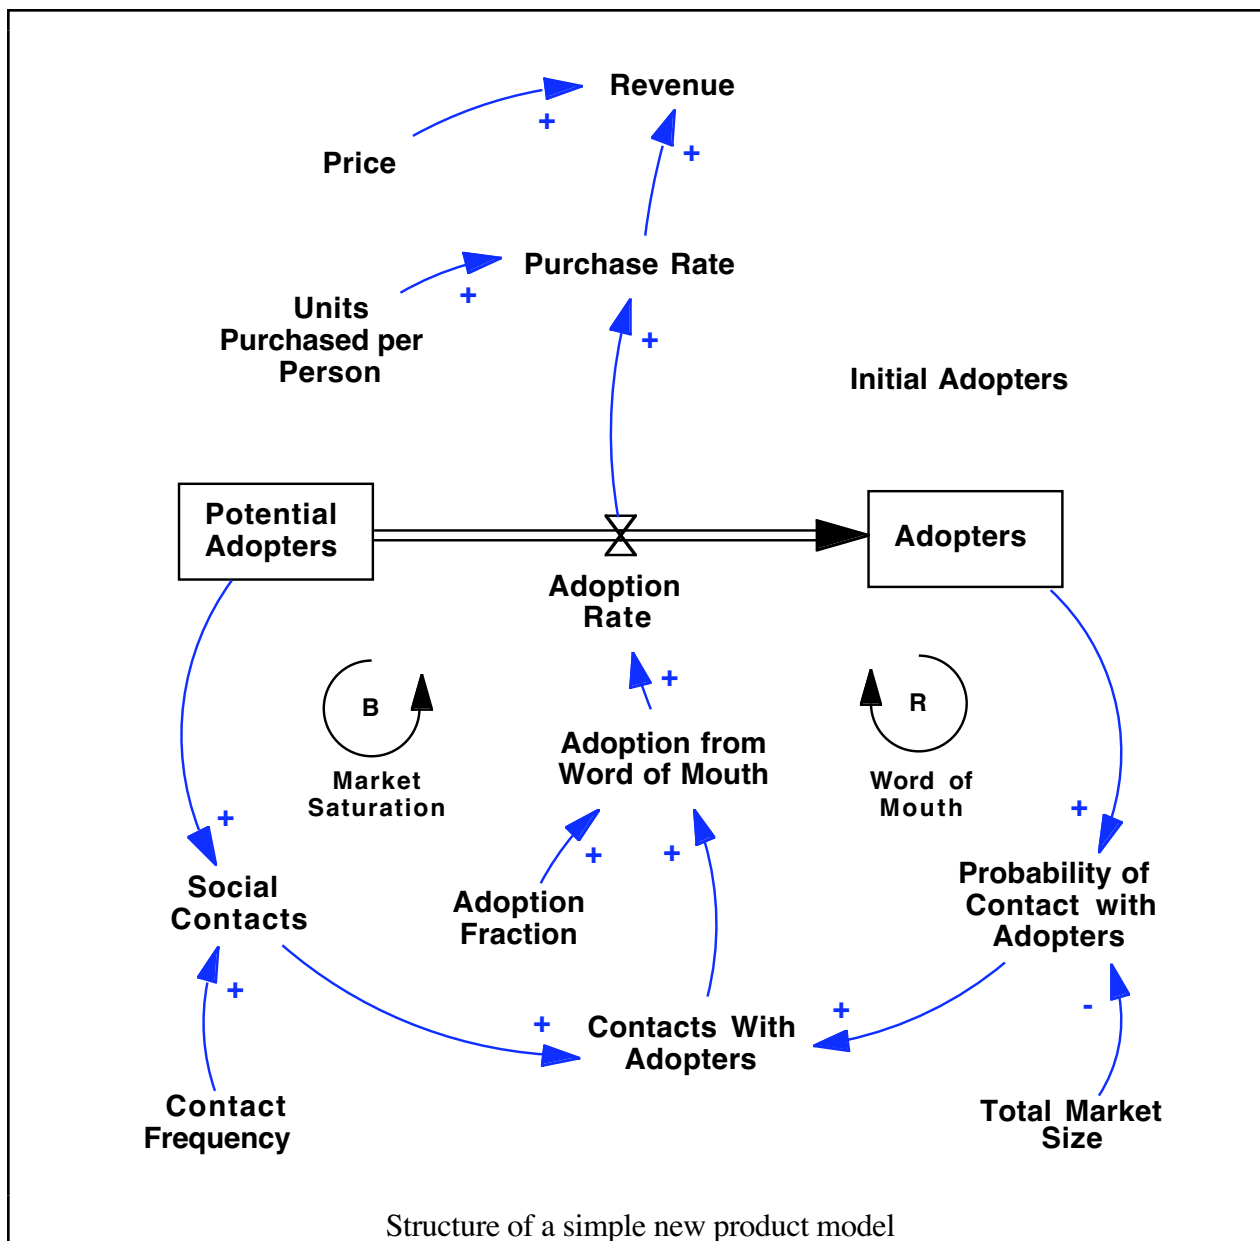 Revenue
+
Price
+
Purchase Rate
+
Units
Purchased per
Person
+
Initial Adopters
Potential
Adopters
Adopters
Adoption
Rate
+
B
R
Market
Saturation
Adoption from
Word of Mouth
Word of
Mouth
+
+
+
+
Social
Contacts
Adoption
Fraction
Probability of
Contact with
Adopters
+
-
+
+
Contacts With
Adopters
Contact
Frequency
Total Market
Size
Structure of a simple new product model